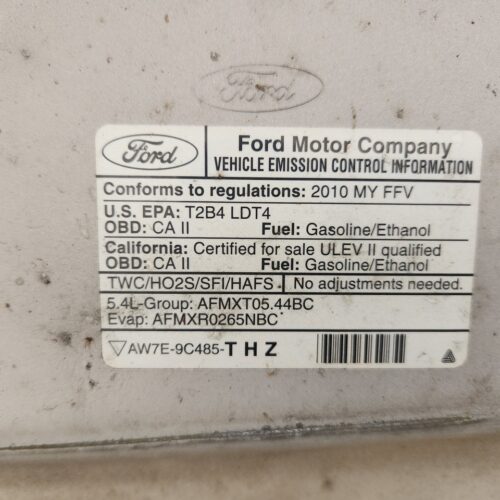 Ford
Ford
Ford Motor Company
VEHICLE EMISSION CONTROL INFORMATION
Conforms to regulations: 2010 MY FFV
U.S. EPA: T2B4 LDT4
OBD: CA II Fuel: Gasoline/Ethanol
California: Certified for sale ULEV II qualified
OBD: CA II Fuel: Gasoline/Ethanol
TWC/HO2S/SFI/HAFS No adjustments needed.
5.4L-Group: AFMXT05.44BC
Evap: AFMXR0265NBC
AW7E-9C485-THZ